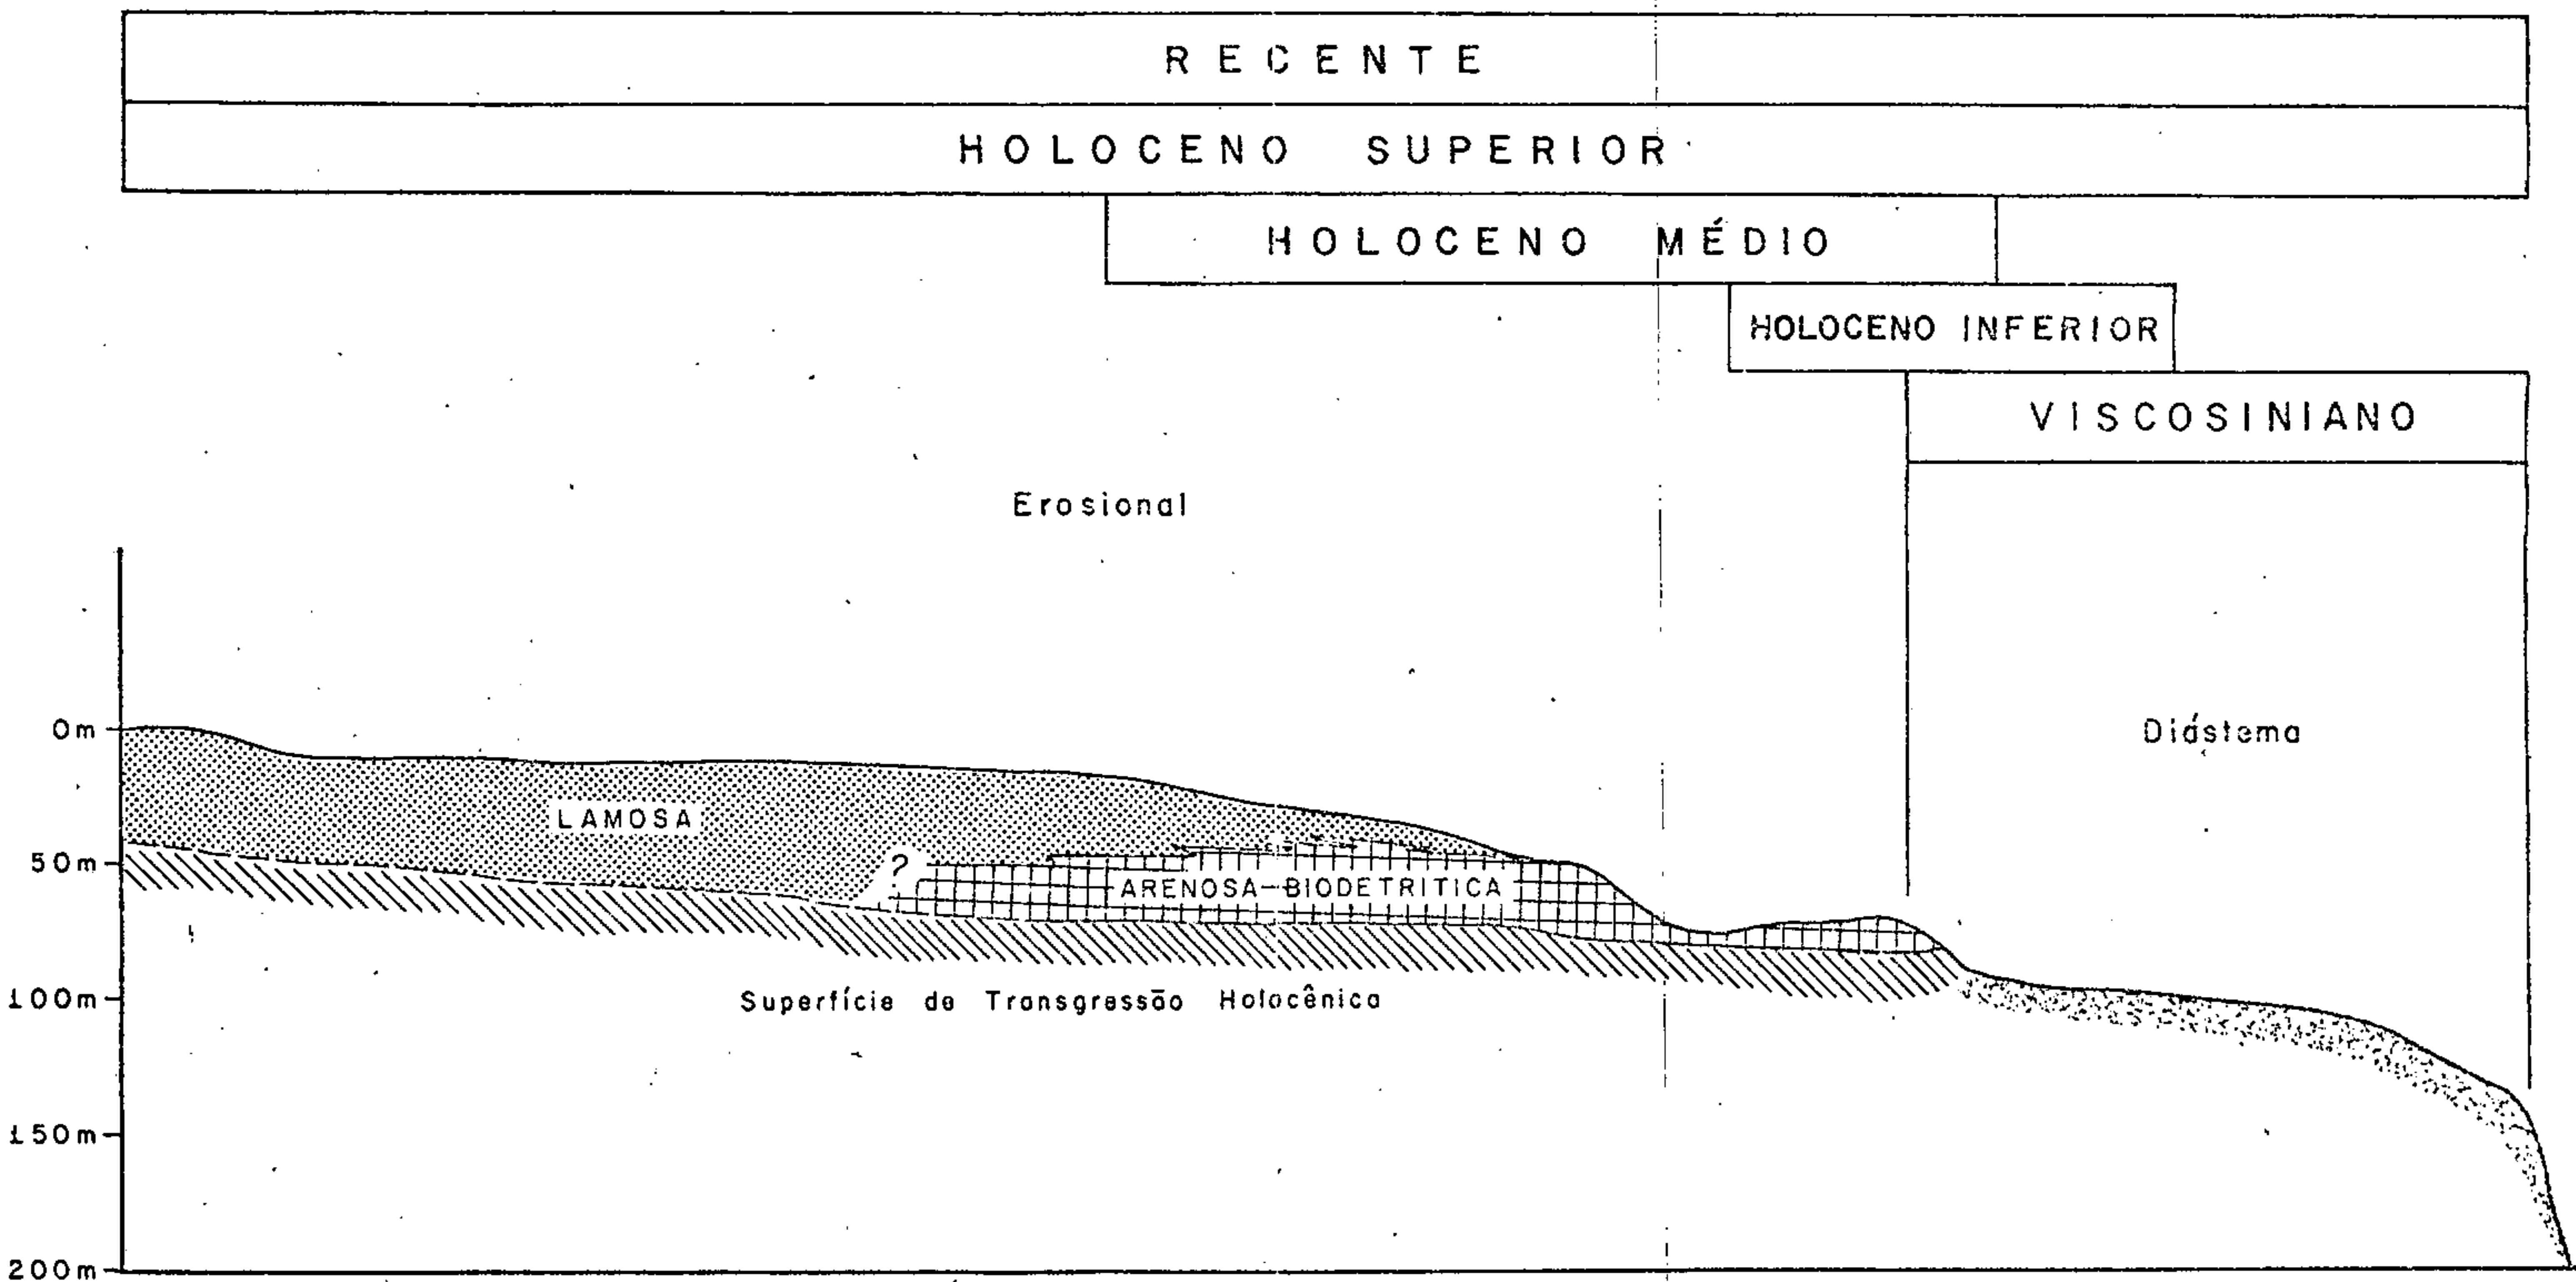 RECENTE
HOLOCENO SUPERIOR
HOLOCENO MÉDIO
HOLOCENO INFERIOR
VISCOSINIANO
Erosional
0m
Diástema
LAMOSA
50m
?
ARENOSA-BIODETRITICA
100m
Superfície de Transgressão Holocênica
150m
200m